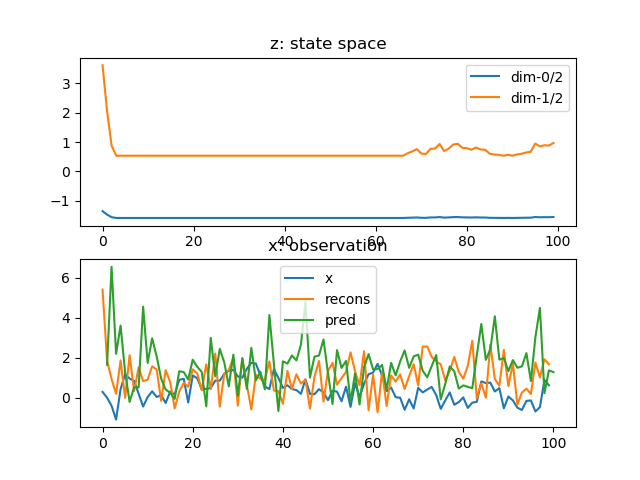 z: state space
3
2
1
0
−1
dim-0/2
dim-1/2
0 20 40 60 80 100
x: observation
6
4
2
0
x
recons
pred
0 20 40 60 80 100